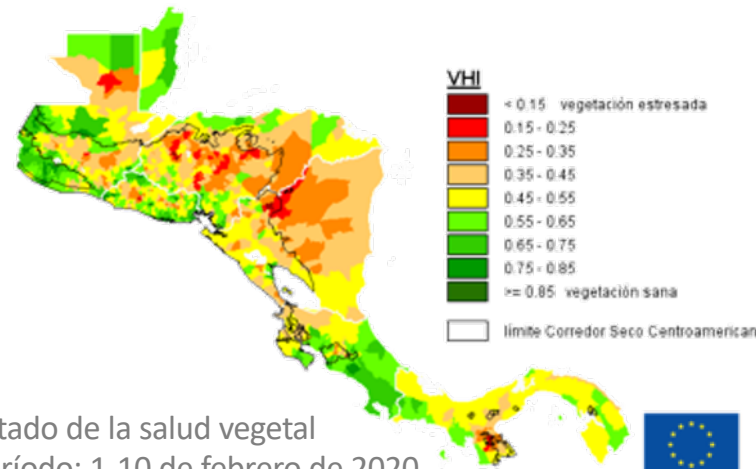 VHI
< 0.15 vegetación estresada
0.15 - 0.25
0.25 - 0.35
0.35 - 0.45
0.45 - 0.55
0.55 - 0.65
0.65 - 0.75
0.75 - 0.85
>= 0.85 vegetación sana
límite Corredor Seco Centroamerican
tado de la salud vegetal
ríodo: 1-10 de febrero de 2020